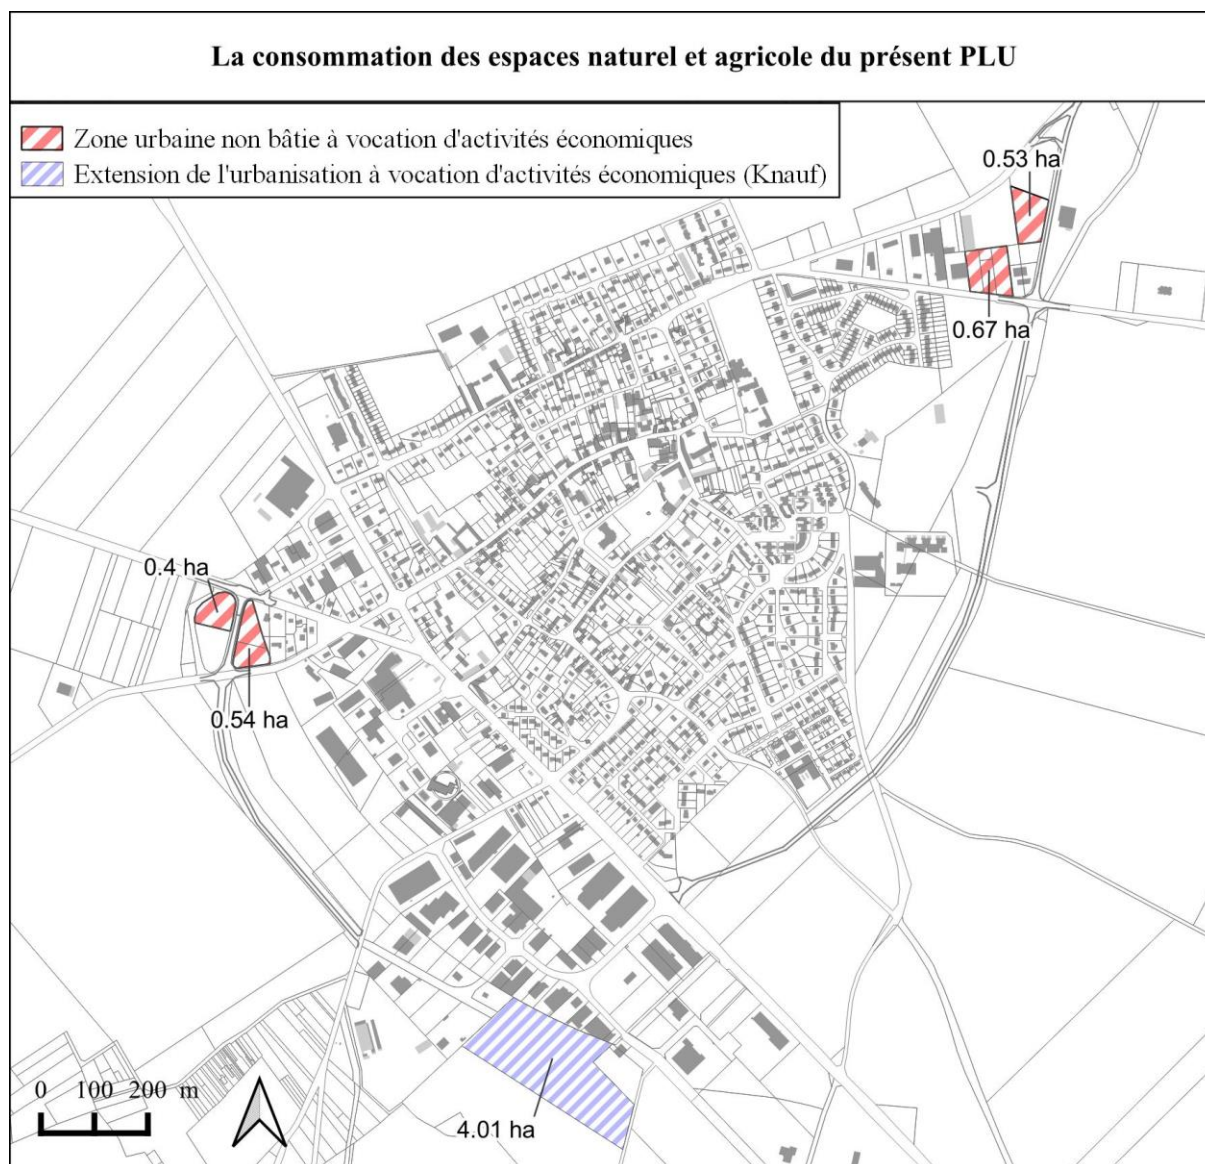 La consommation des espaces naturel et agricole du présent PLU
Zone urbaine non bâtie à vocation d'activités économiques
Extension de l'urbanisation à vocation d'activités économiques (Knauf)
0.53 ha
0.67 ha
0.4 ha
0.54 ha
0 100 200 m
4.01 ha